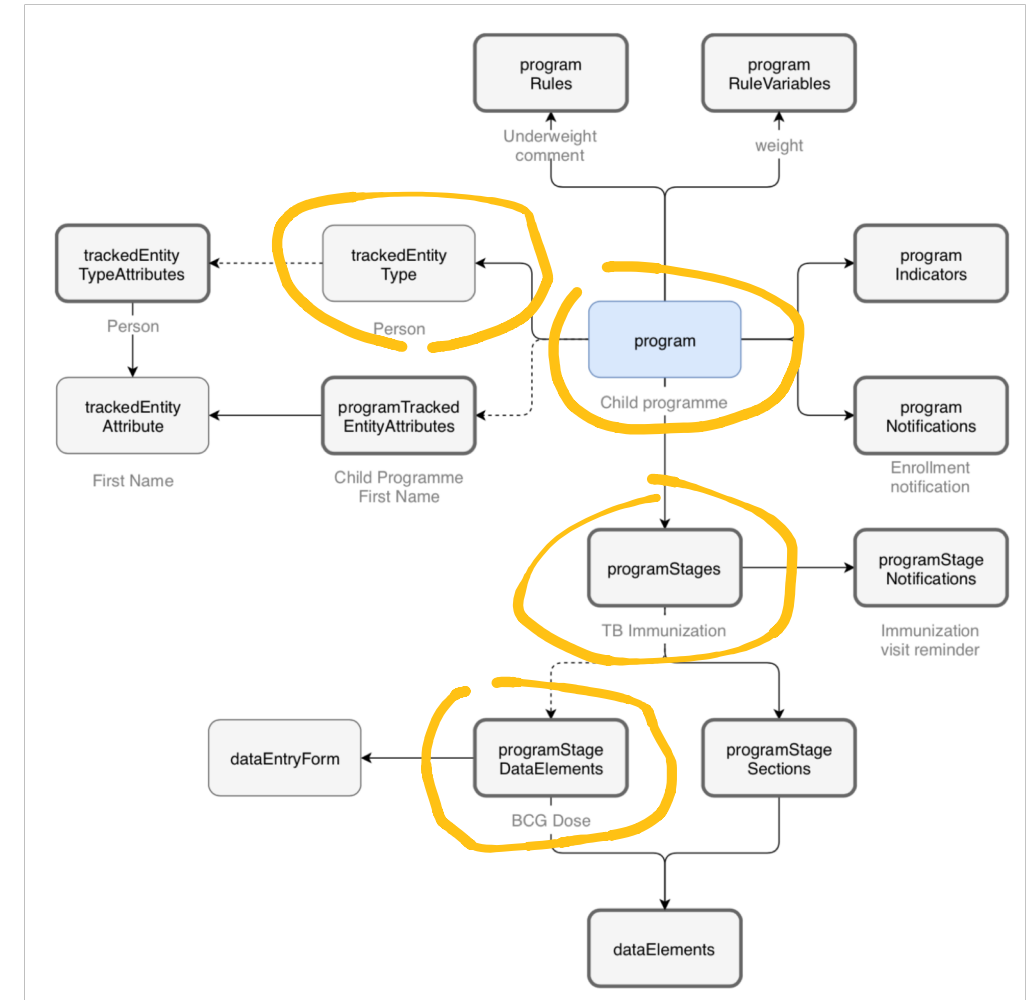 program
Rules
program
RuleVariables
Underweight
comment
weight
trackedEntity
TypeAttributes
trackedEntity
Type
program
Indicators
Person
Person
program
Child programme
trackedEntity
Attribute
programTracked
EntityAttributes
program
Notifications
First Name
Child Programme
First Name
Enrollment
notification
programStages
programStage
Notifications
TB Immunization
Immunization
visit reminder
dataEntryForm
programStage
DataElements
programStage
Sections
BCG Dose
dataElements